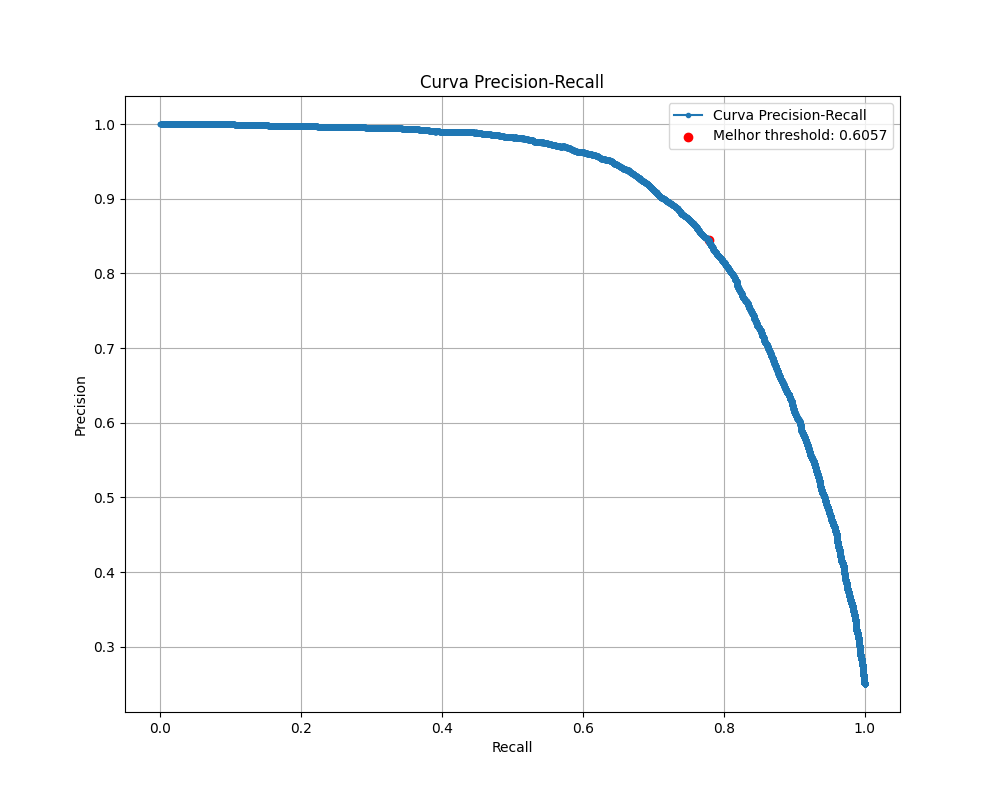 Curva Precision-Recall
Curva Precision-Recall
Melhor threshold: 0.6057
1.0
0.9
0.8
0.7
0.6
0.5
0.4
0.3
Precision
0.0 0.2 0.4 0.6 0.8 1.0
Recall